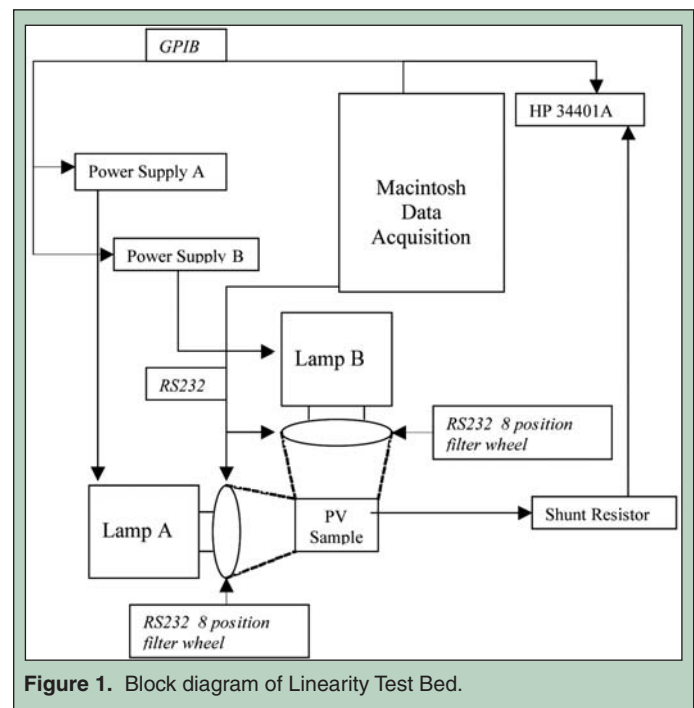 GPIB
HP 34401A
Power Supply A
Macintosh
Data
Acquisition
Power Supply B
Lamp B
RS232
RS232 8 position
filter wheel
Lamp A
PV
Sample
Shunt Resistor
RS232 8 position
filter wheel
Figure 1. Block diagram of Linearity Test Bed.